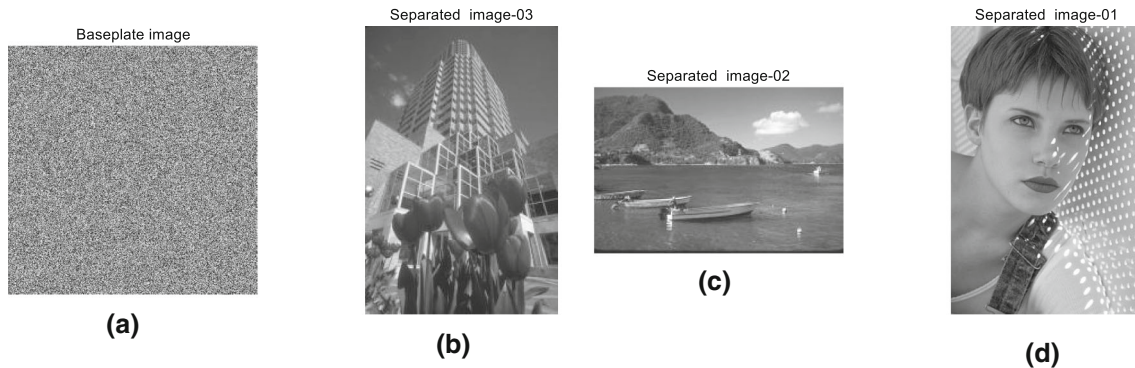 Baseplate image
(a)
Separated image-03
(b)
Separated image-02
(c)
Separated image-01
(d)